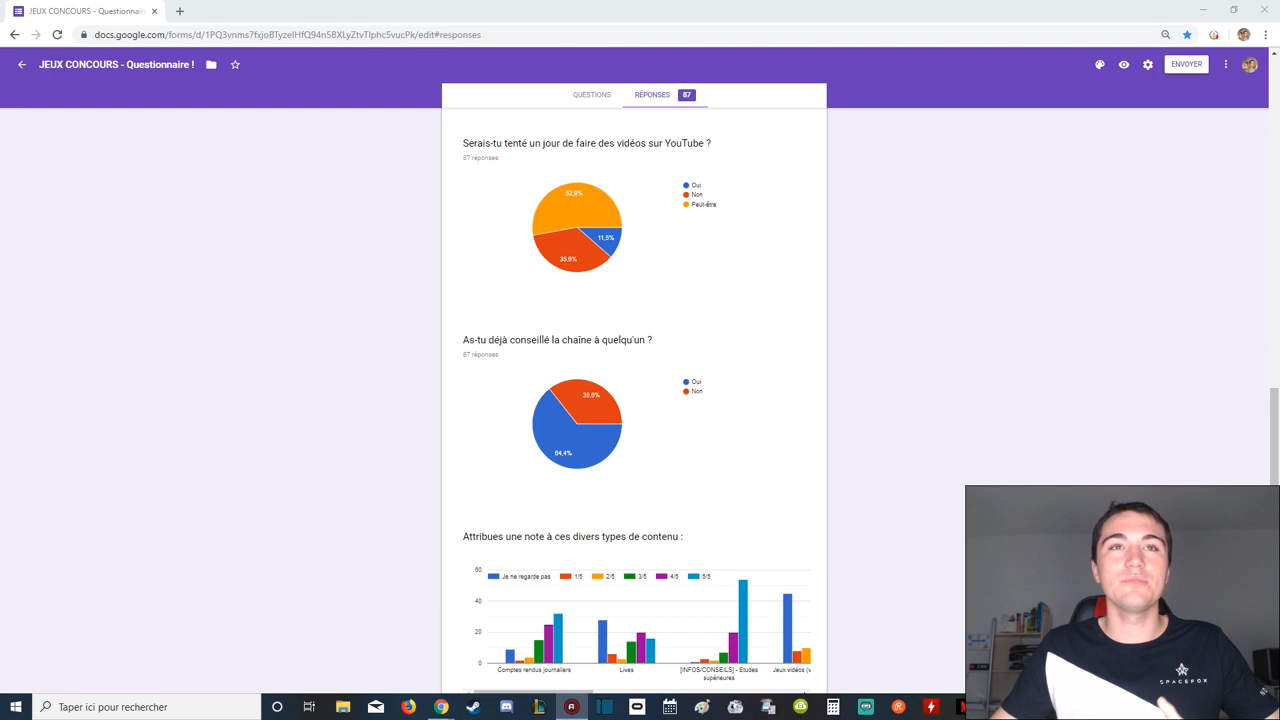 JEUX CONCOURS - Questionnaire
docs.google.com/forms/d/1PQ3vnms7fxjoBTyzeIHfQ94n5BXLyZtvTlphc5vucPk/edit#responses
JEUX CONCOURS - Questionnaire !
ENVOYER
QUESTIONS RÉPONSES 87
Serais-tu tenté un jour de faire des vidéos sur YouTube ?
87 réponses
52,9%
11,5%
35,6%
Oui
Non
Peut-être
As-tu déjà conseillé la chaîne à quelqu'un ?
87 réponses
35,6%
64,4%
Oui
Non
Attribues une note à ces divers types de contenu :
60
40
20
0
Je ne regarde pas 1/5 2/5 3/5 4/5 5/5
Comptes rendus journaliers
Lives
[INFOS/CONSEILS] - Etudes
supérieures
Jeux vidéos (v
SPACEFOX
Taper ici pour rechercher